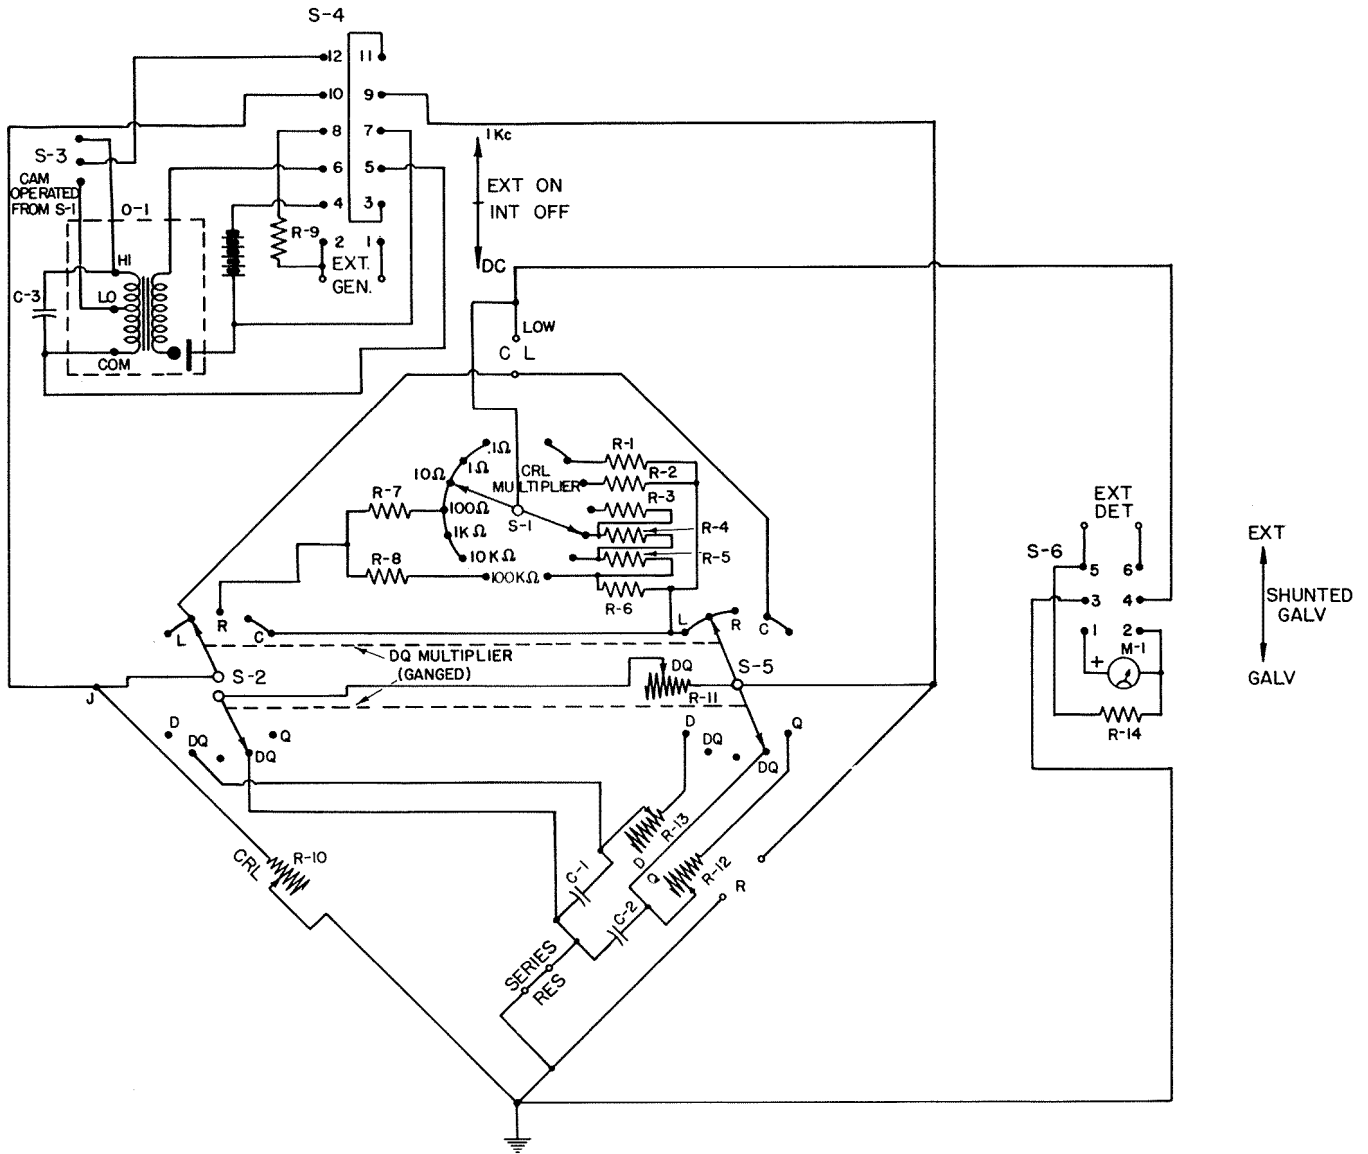 S-4
12 11
10 9
8 7
6 5
4 3
2 1
1Kc
EXT ON
INT OFF
DC
S-3
CAM
OPERATED
FROM S-1
O-1
R-9
EXT.
GEN.
HI
LO
COM
C-3
LOW
C L
.1Ω
1Ω
10Ω
100Ω
1KΩ
10KΩ
100KΩ
CRL
MULTIPLIER
S-1
R-1
R-2
R-3
R-4
R-5
R-6
R-7
R-8
L
R
C
L
R
C
S-2
DQ MULTIPLIER
(GANGED)
DQ
S-5
R-11
J
D
DQ
DQ
Q
D
DQ
DQ
Q
CRL
R-10
R-13
D
Q
R-12
C-1
C-2
R
SERIES
RES
EXT
DET
S-6
5 6
3 4
1 2
M-1
+
R-14
EXT
SHUNTED
GALV
GALV